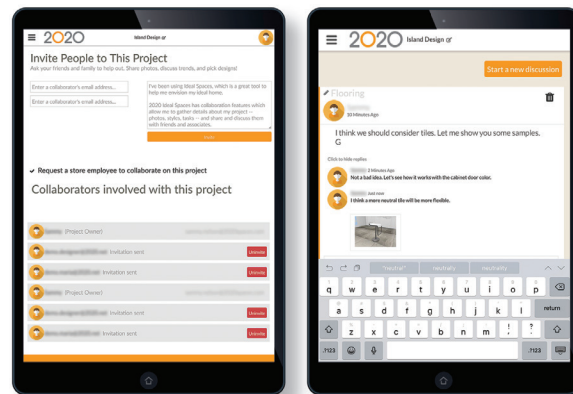 2020
Island Design
Invite People to This Project
Ask your friends and family to help out. Share photos, discuss trends, and pick designs!
Enter a collaborator's email address...
Enter a collaborator's email address...
I've been using Ideal Spaces, which is a great tool to
help me envision my ideal home.
2020 Ideal Spaces has collaboration features which
allow me to gather details about my project --
photos, styles, tasks -- and share and discuss them
with friends and associates.
Request a store employee to collaborate on this project
Collaborators involved with this project
(Project Owner)
Invitation sent
Uninvite
Invitation sent
Uninvite
(Project Owner)
Invitation sent
Uninvite
Invitation sent
Uninvite
2020
Island Design
Start a new discussion
Flooring
10 Minutes Ago
I think we should consider tiles. Let me show you some samples.
G
Click to hide replies
2 Minutes Ago
Not a bad idea. Let's see how it works with the cabinet door color.
Just now
I think a more neutral tile will be more flexible.
"neutral"
neutrally
neutrality
q w e r t y u i o p
a s d f g h j k l return
z x c v b n m ! , ? .
.?123 .?123